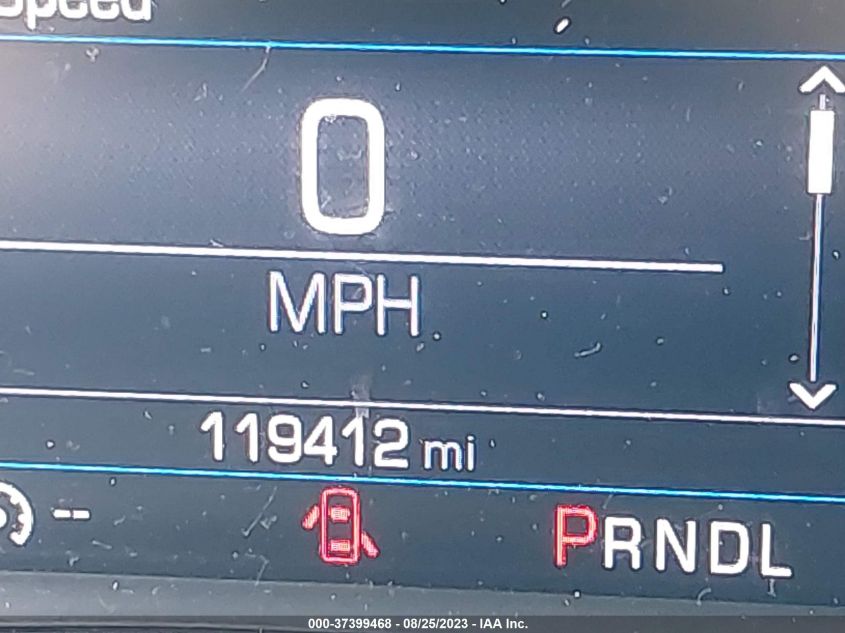 Speed
0
MPH
119412 mi
--
PRNDL
000-37399468 - 08/25/2023 - IAA Inc.